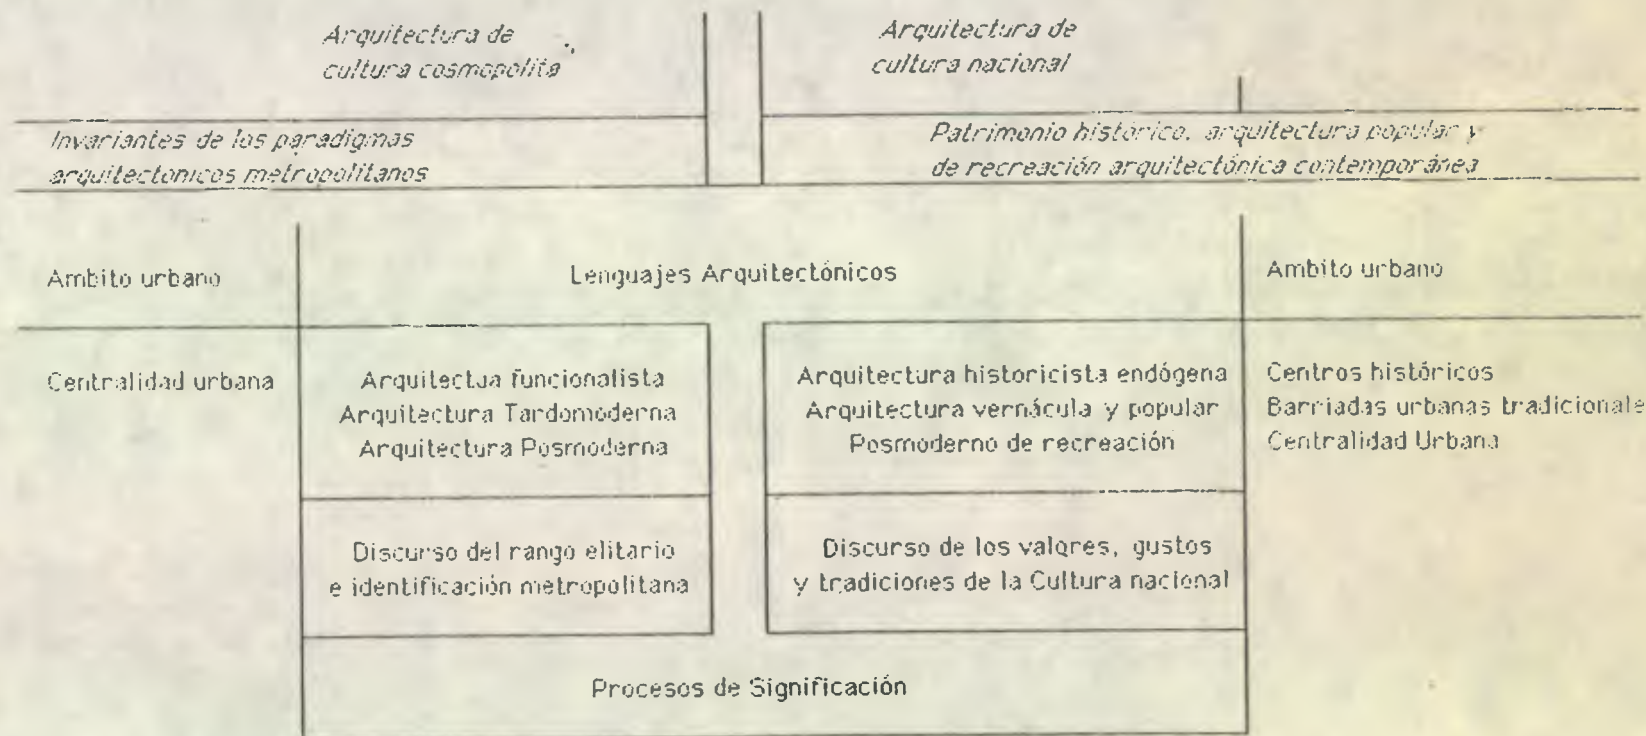 Arquitectura de
cultura cosmopolita
Arquitectura de
cultura nacional
Invariantes de los paradigmas
arquitectonicos metropolitanos
Patrimonio histórico, arquitectura popular y
de recreación arquitectónica contemporánea
Ambito urbano
Lenguajes Arquitectónicos
Ambito urbano
Centralidad urbana
Arquitectua funcionalista
Arquitectura Tardomoderna
Arquitectura Posmoderna
Arquitectura historicista endógena
Arquitectura vernácula y popular
Posmoderno de recreación
Centros históricos
Barriadas urbanas tradicionale
Centralidad Urbana
Discurso del rango elitario
e identificación metropolitana
Discurso de los valores, gustos
y tradiciones de la Cultura nacional
Procesos de Significación